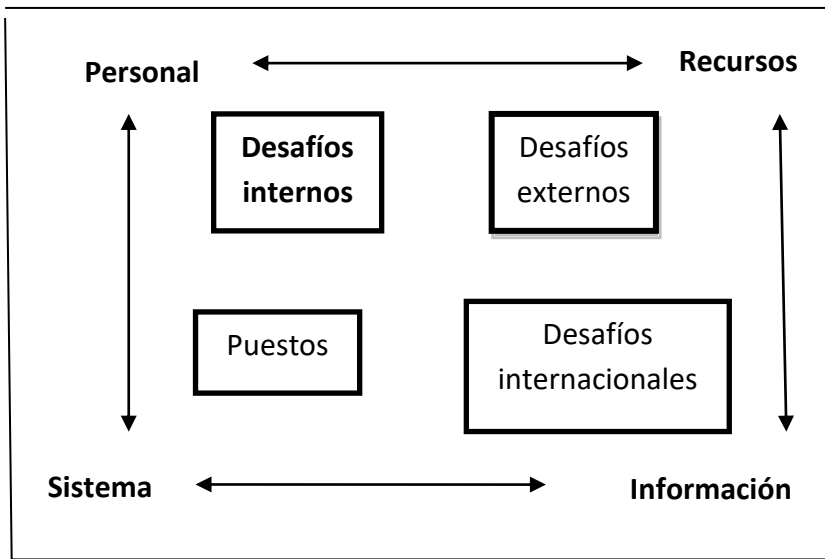 Personal
Recursos
Desafíos
internos
Desafíos
externos
Puestos
Desafíos
internacionales
Sistema
Información